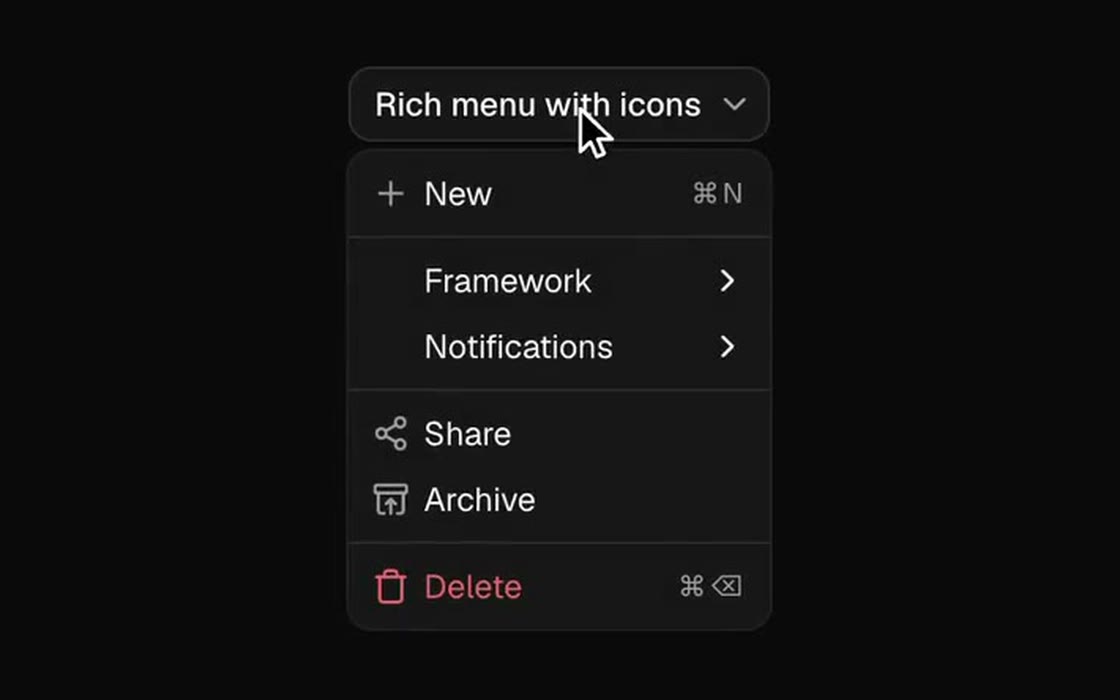 Rich menu with icons
New ⌘ N
Framework
Notifications
Share
Archive
Delete ⌘ ⌫